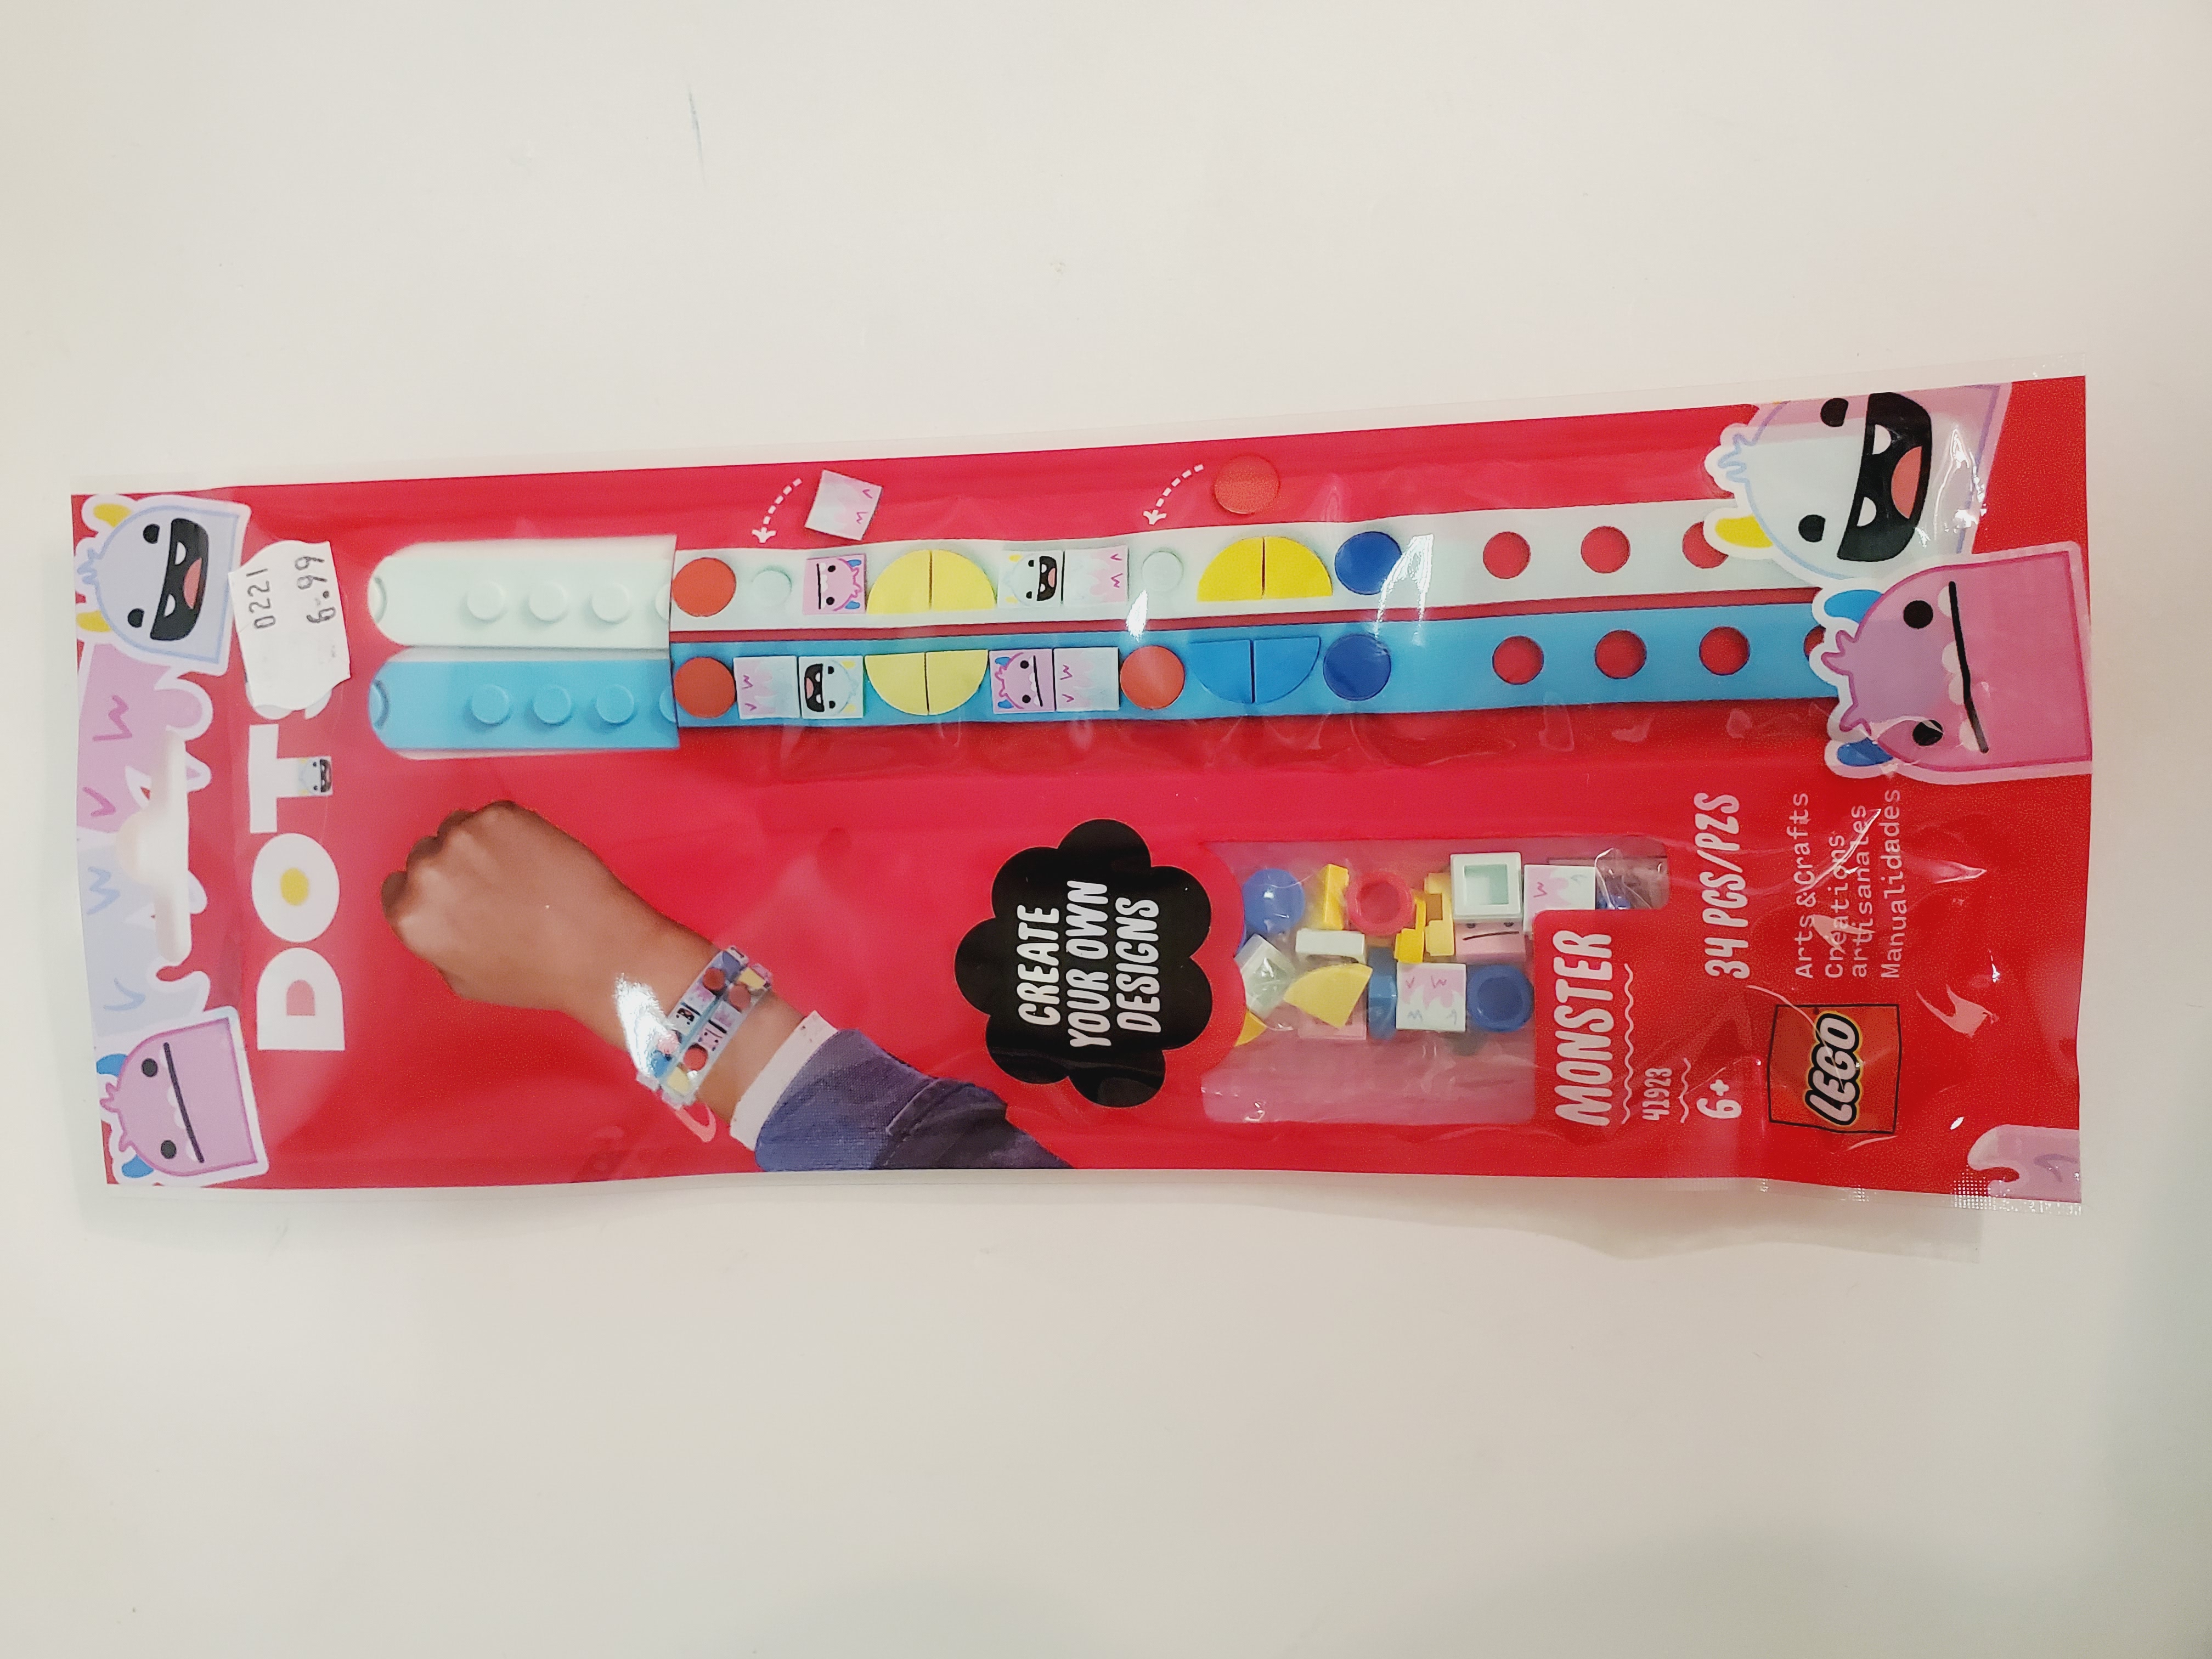 0221
6.99
DOTS
CREATE
YOUR OWN
DESIGNS
MONSTER
41923
6+
34 PCS/PZS
LEGO
Arts & Crafts
Créations
artisanales
Manualidades